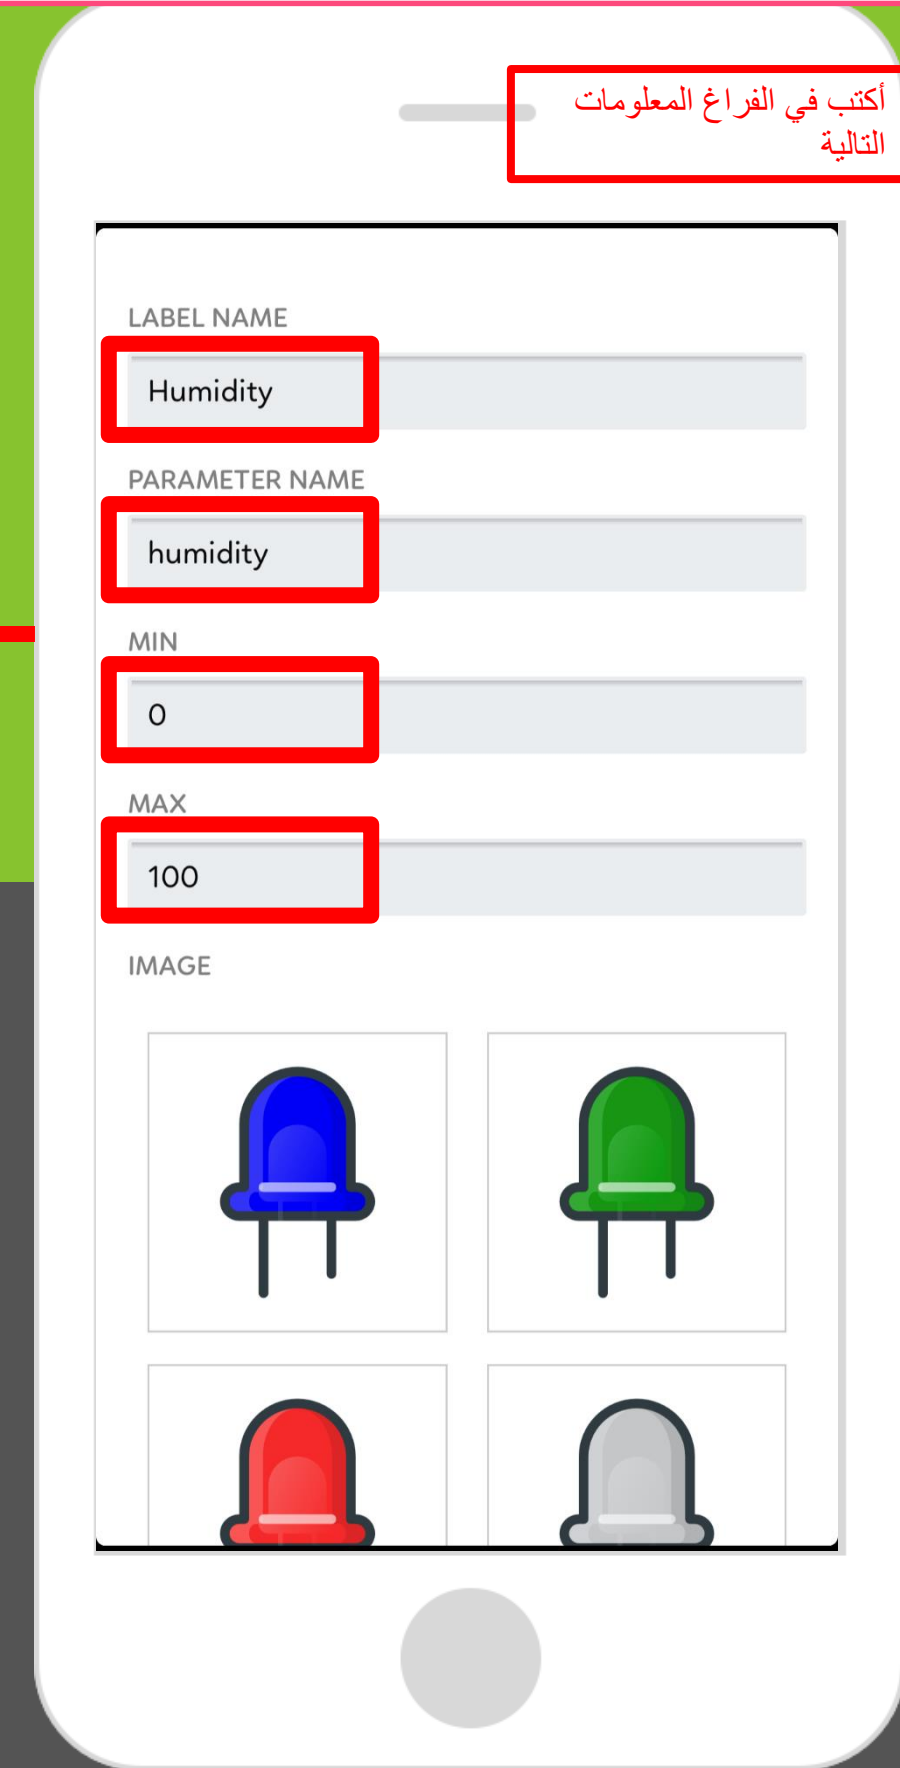 أكتب في الفراغ المعلومات
التالية
LABEL NAME
Humidity
PARAMETER NAME
humidity
MIN
0
MAX
100
IMAGE